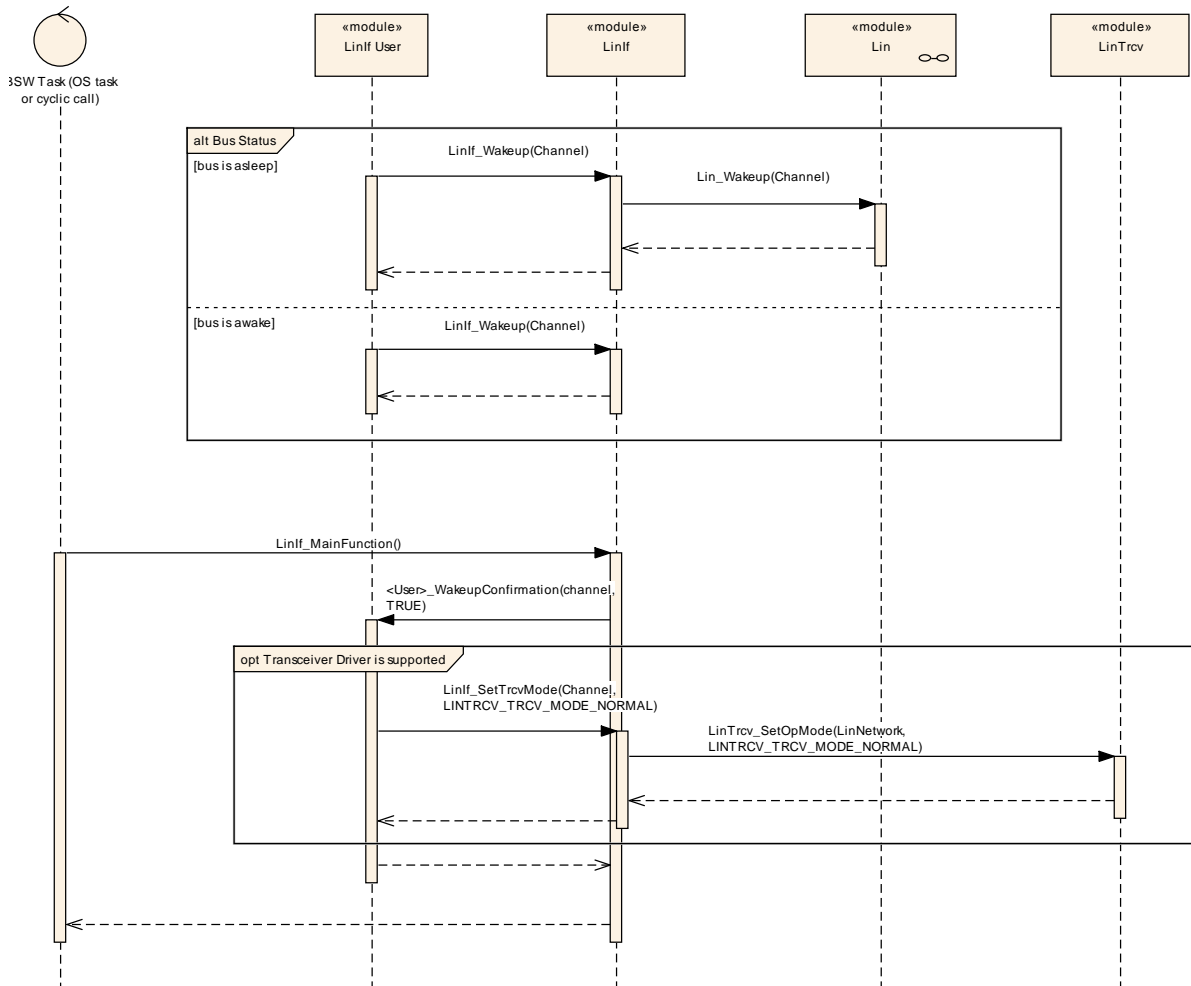 «module»
LinIf User
«module»
LinIf
«module»
Lin
«module»
LinTrcv
BSW Task (OS task
or cyclic call)
alt Bus Status
[bus is asleep]
LinIf_Wakeup(Channel)
Lin_Wakeup(Channel)
[bus is awake]
LinIf_Wakeup(Channel)
LinIf_MainFunction()
<User>_WakeupConfirmation(channel,
TRUE)
opt Transceiver Driver is supported
LinIf_SetTrcvMode(Channel,
LINTRCV_TRCV_MODE_NORMAL)
LinTrcv_SetOpMode(LinNetwork,
LINTRCV_TRCV_MODE_NORMAL)